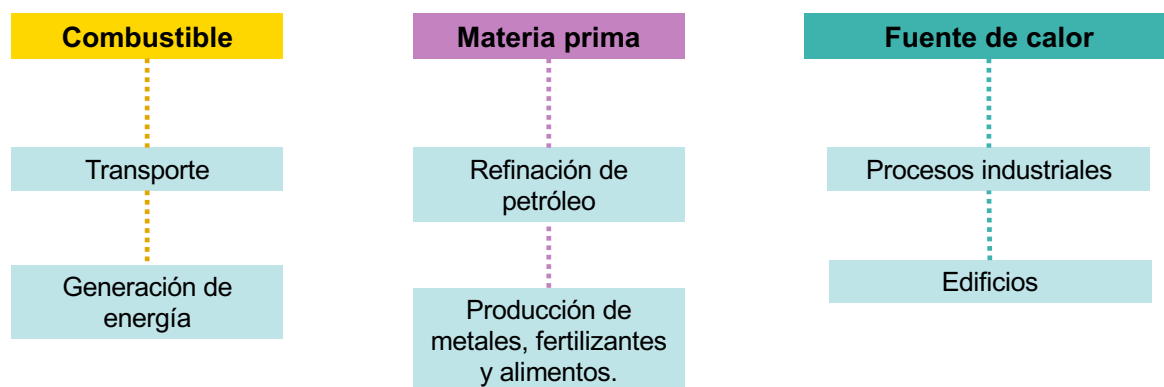 Combustible
Transporte
Generación de
energía
Materia prima
Refinación de
petróleo
Producción de
metales, fertilizantes
y alimentos.
Fuente de calor
Procesos industriales
Edificios